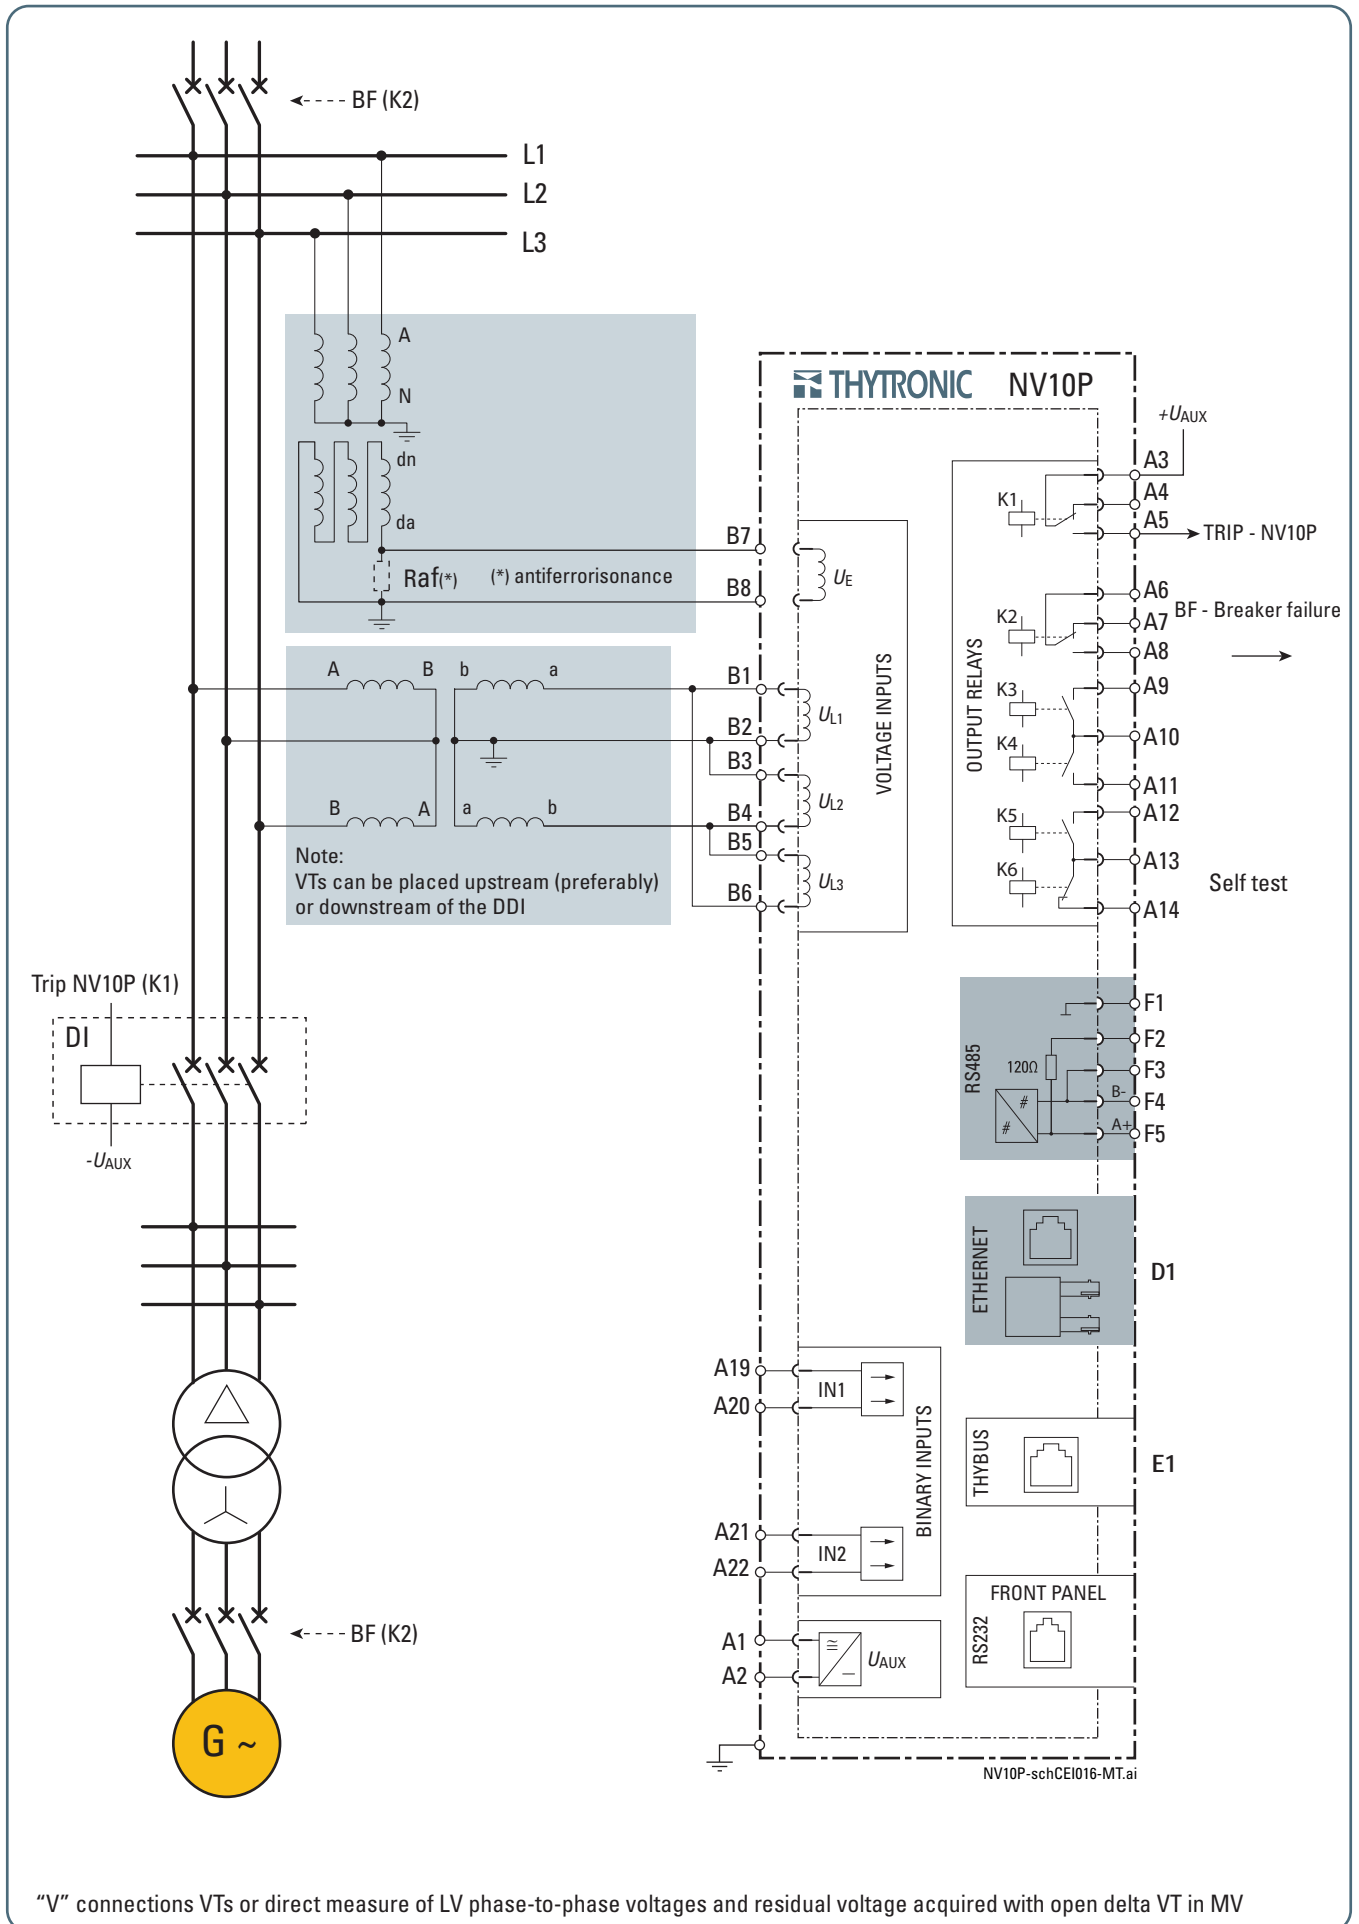 BF (K2)
L1
L2
L3
A
N
dn
da
Raf(*)
(*) antiferrorisonance
A
B
b
a
B
A
a
b
Note:
VTs can be placed upstream (preferably)
or downstream of the DDI
Trip NV10P (K1)
DI
-UAUX
BF (K2)
G ~
THYTRONIC
NV10P
B7
B8
B1
B2
B3
B4
B5
B6
UE
UL1
UL2
UL3
VOLTAGE INPUTS
OUTPUT RELAYS
K1
K2
K3
K4
K5
K6
+UAUX
A3
A4
A5
TRIP - NV10P
A6
A7
BF - Breaker failure
A8
A9
A10
A11
A12
A13
Self test
A14
RS485
120Ω
#
#
B-
A+
F1
F2
F3
F4
F5
ETHERNET
D1
THYBUS
E1
FRONT PANEL
RS232
A19
A20
IN1
BINARY INPUTS
A21
A22
IN2
A1
A2
≅
–
UAUX
NV10P-schCEI016-MT.ai
“V” connections VTs or direct measure of LV phase-to-phase voltages and residual voltage acquired with open delta VT in MV